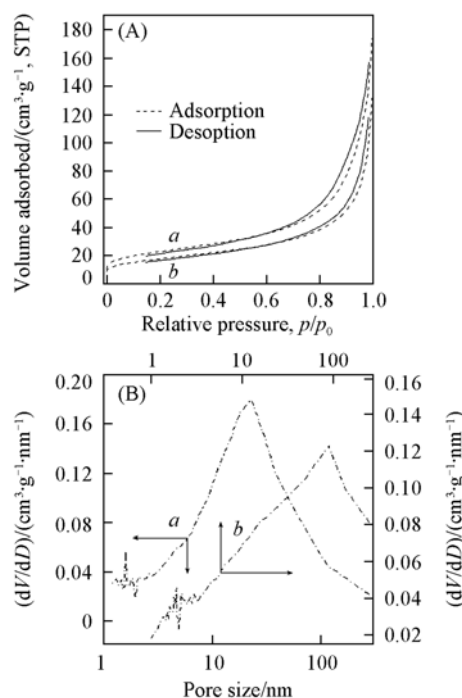 (A)
Volume adsorbed/(cm³·g⁻¹, STP)
180
160
140
120
100
80
60
40
20
0
Adsorption
Desoption
a
b
0 0.2 0.4 0.6 0.8 1.0
Relative pressure, p/p₀
1 10 100
(B)
(dV/dD)/(cm³·g⁻¹·nm⁻¹)
0.20
0.16
0.12
0.08
0.04
0
a
b
0.16
0.14
0.12
0.10
0.08
0.06
0.04
0.02
(dV/dD)/(cm³·g⁻¹·nm⁻¹)
1 10 100
Pore size/nm